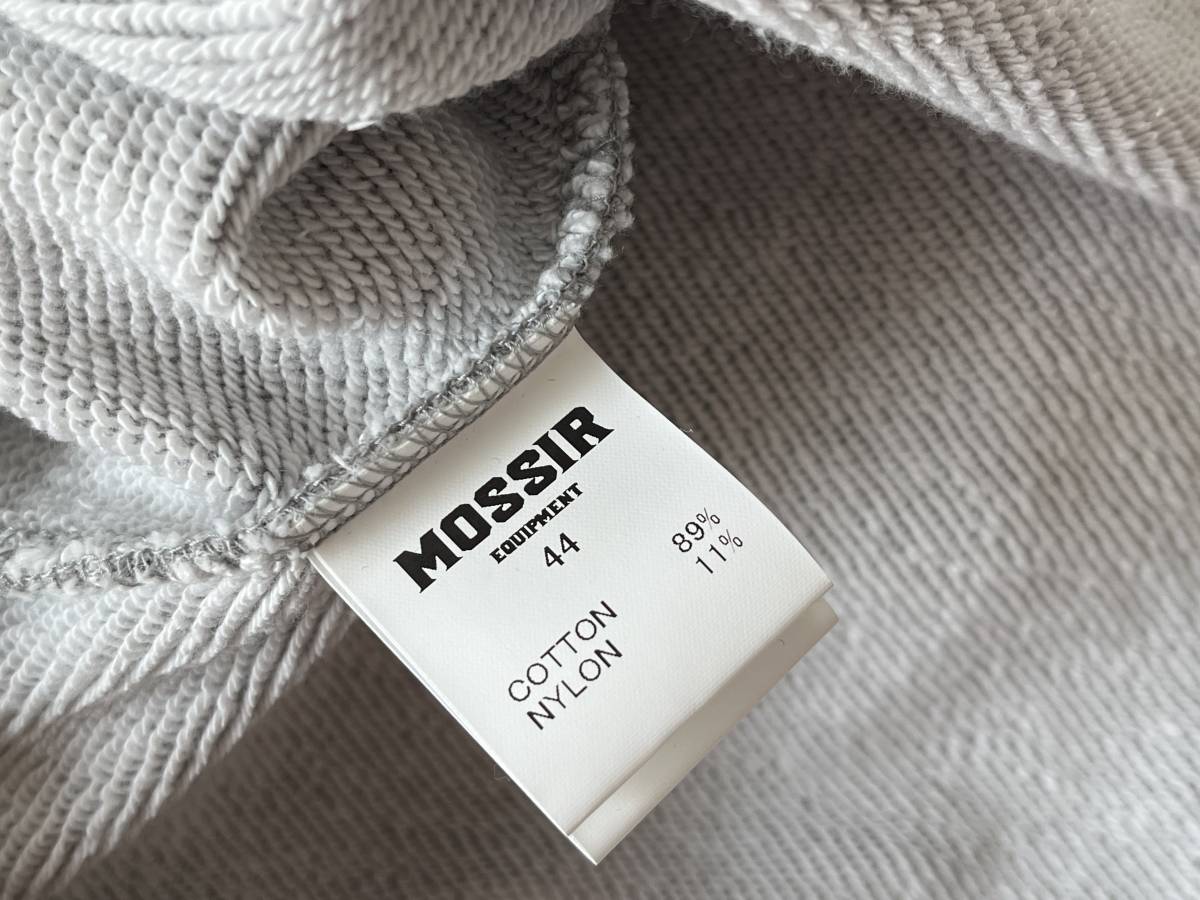 MOSSIR
EQUIPMENT
44
COTTON 89%
NYLON 11%